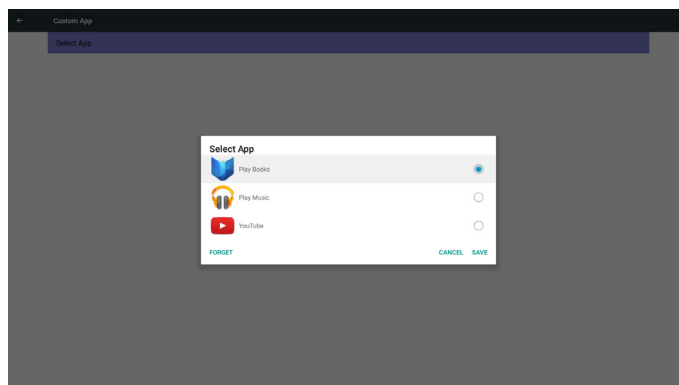 Custom App
Select App
Select App
Play Books
Play Music
YouTube
FORGET CANCEL SAVE